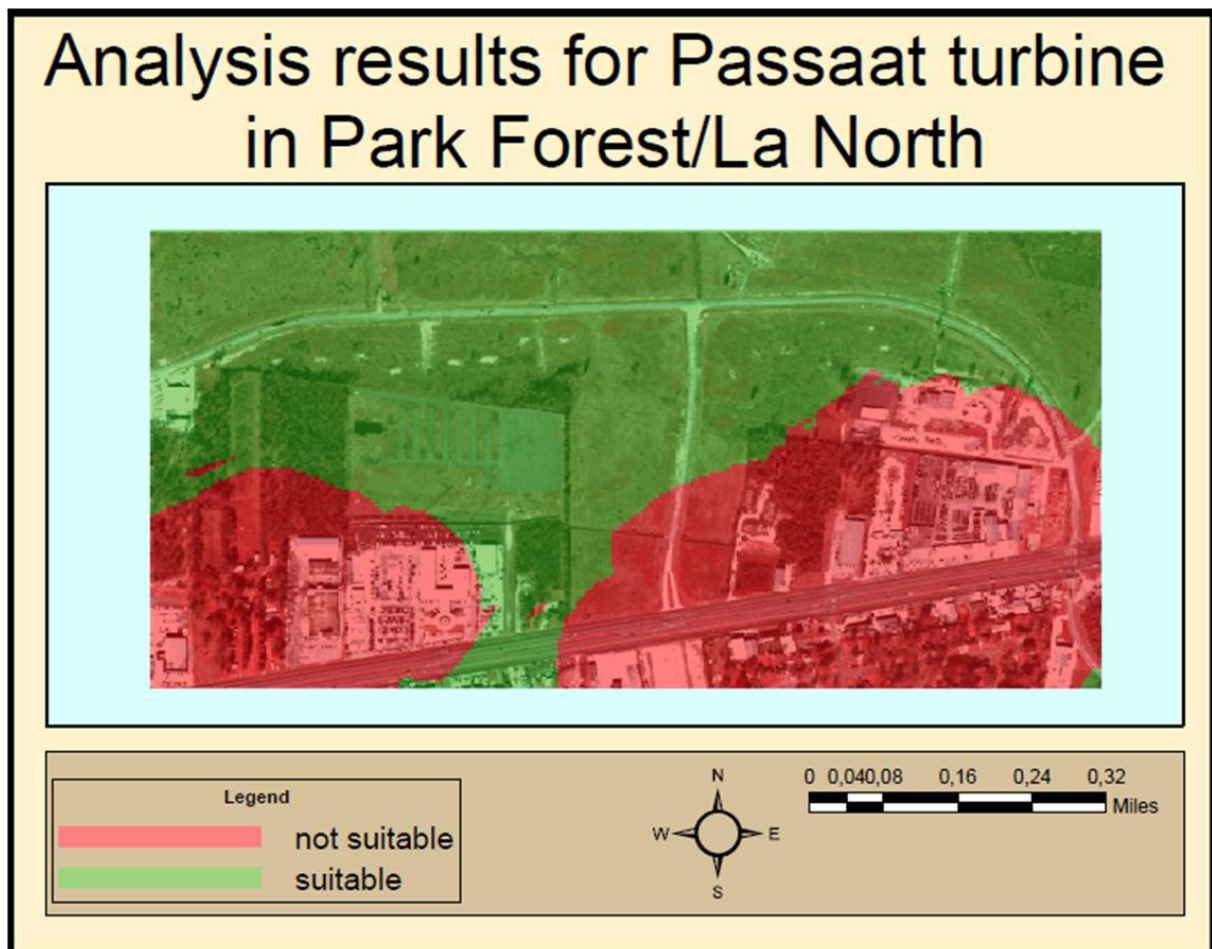 Analysis results for Passaat turbine
in Park Forest/La North
Legend
not suitable
suitable
N
W E
S
0 0,040,08 0,16 0,24 0,32
Miles